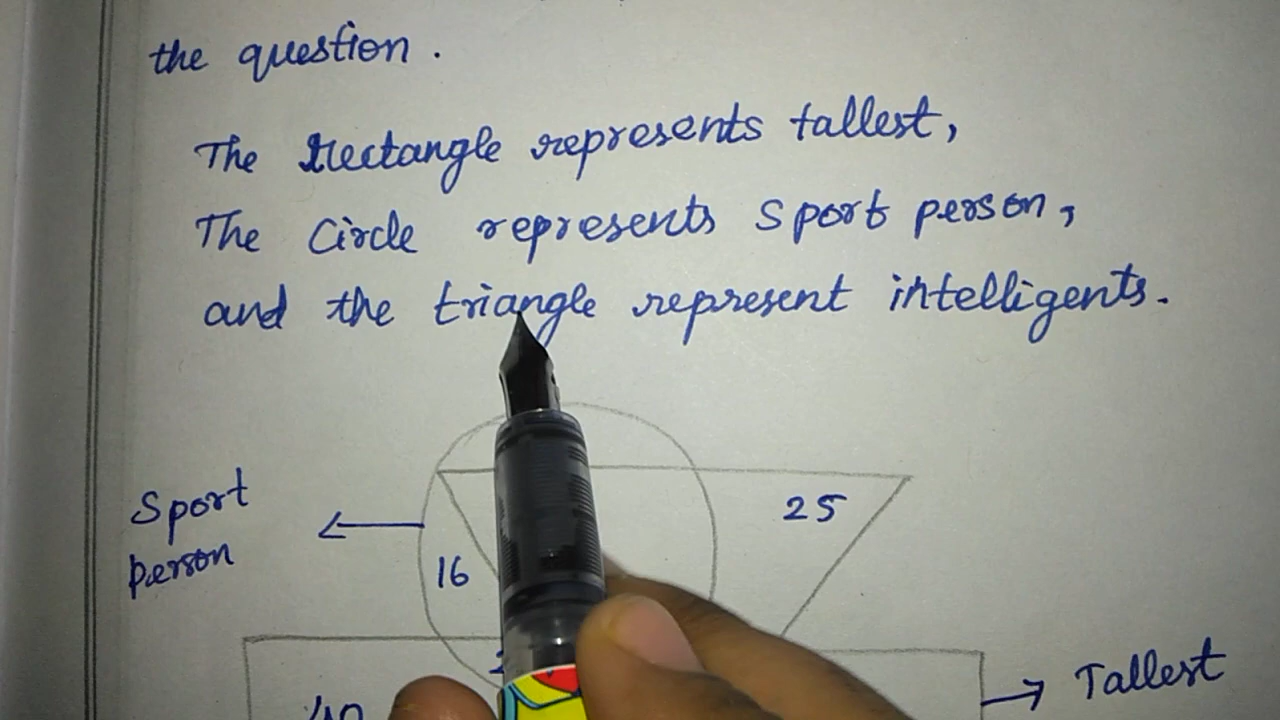 the question.
The Rectangle represents tallest,
The Circle represents sport person,
and the triangle represent intelligents.
Sport
person
25
16
Tallest
40